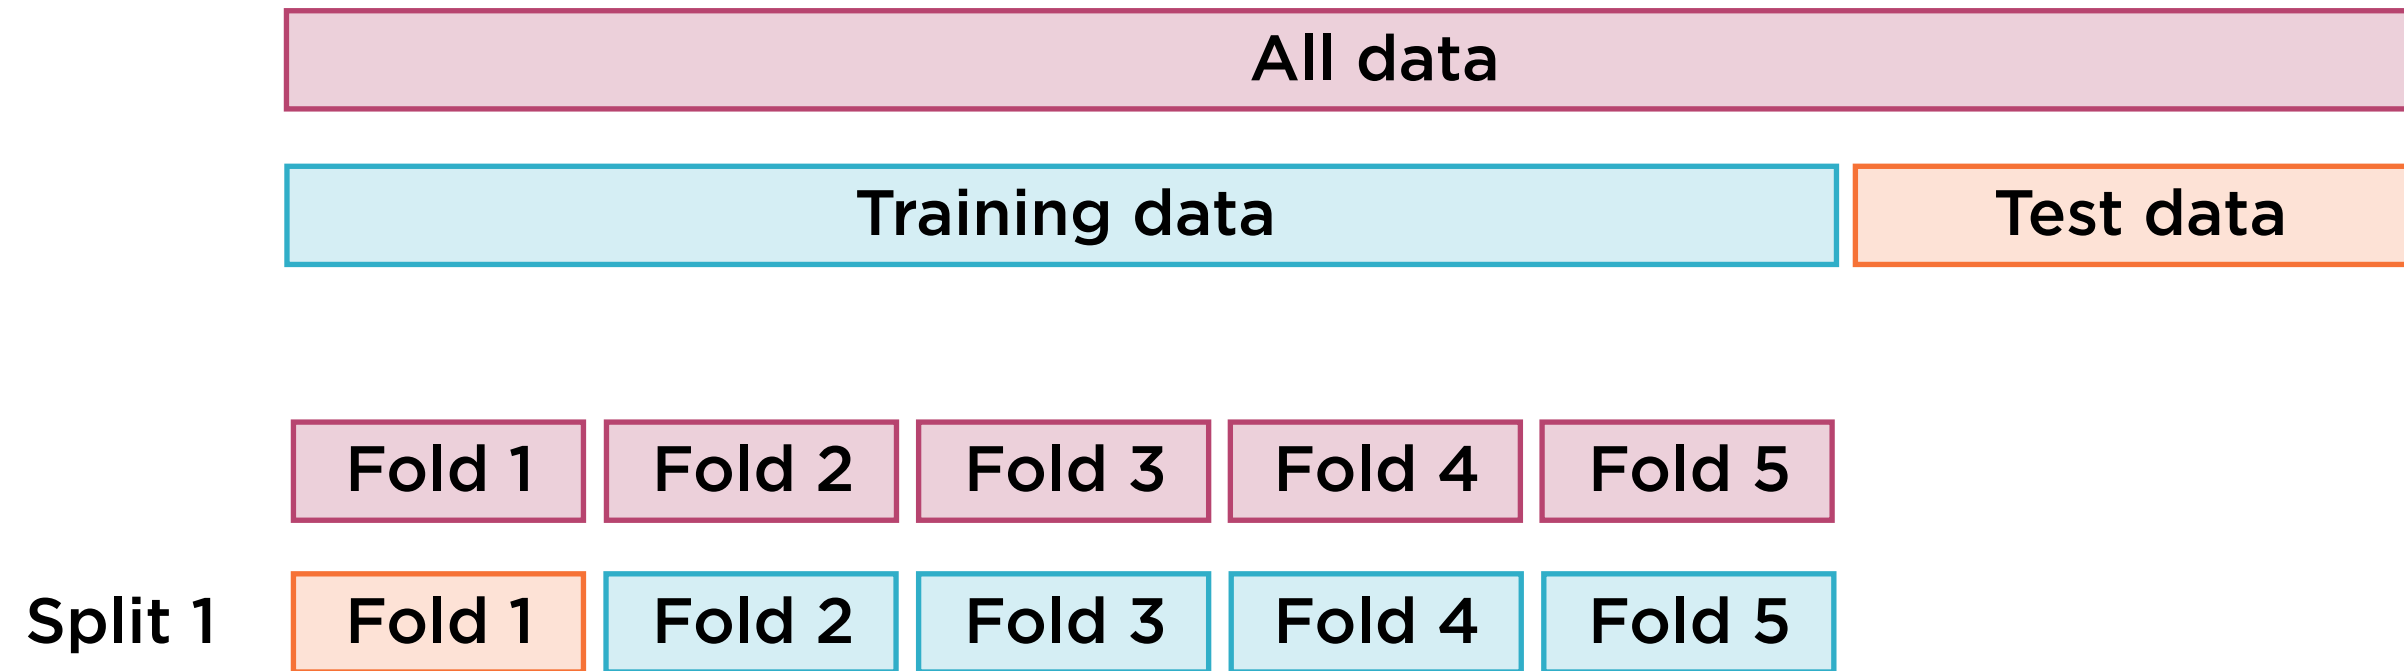 All data
Training data Test data
Fold 1 Fold 2 Fold 3 Fold 4 Fold 5
Split 1 Fold 1 Fold 2 Fold 3 Fold 4 Fold 5